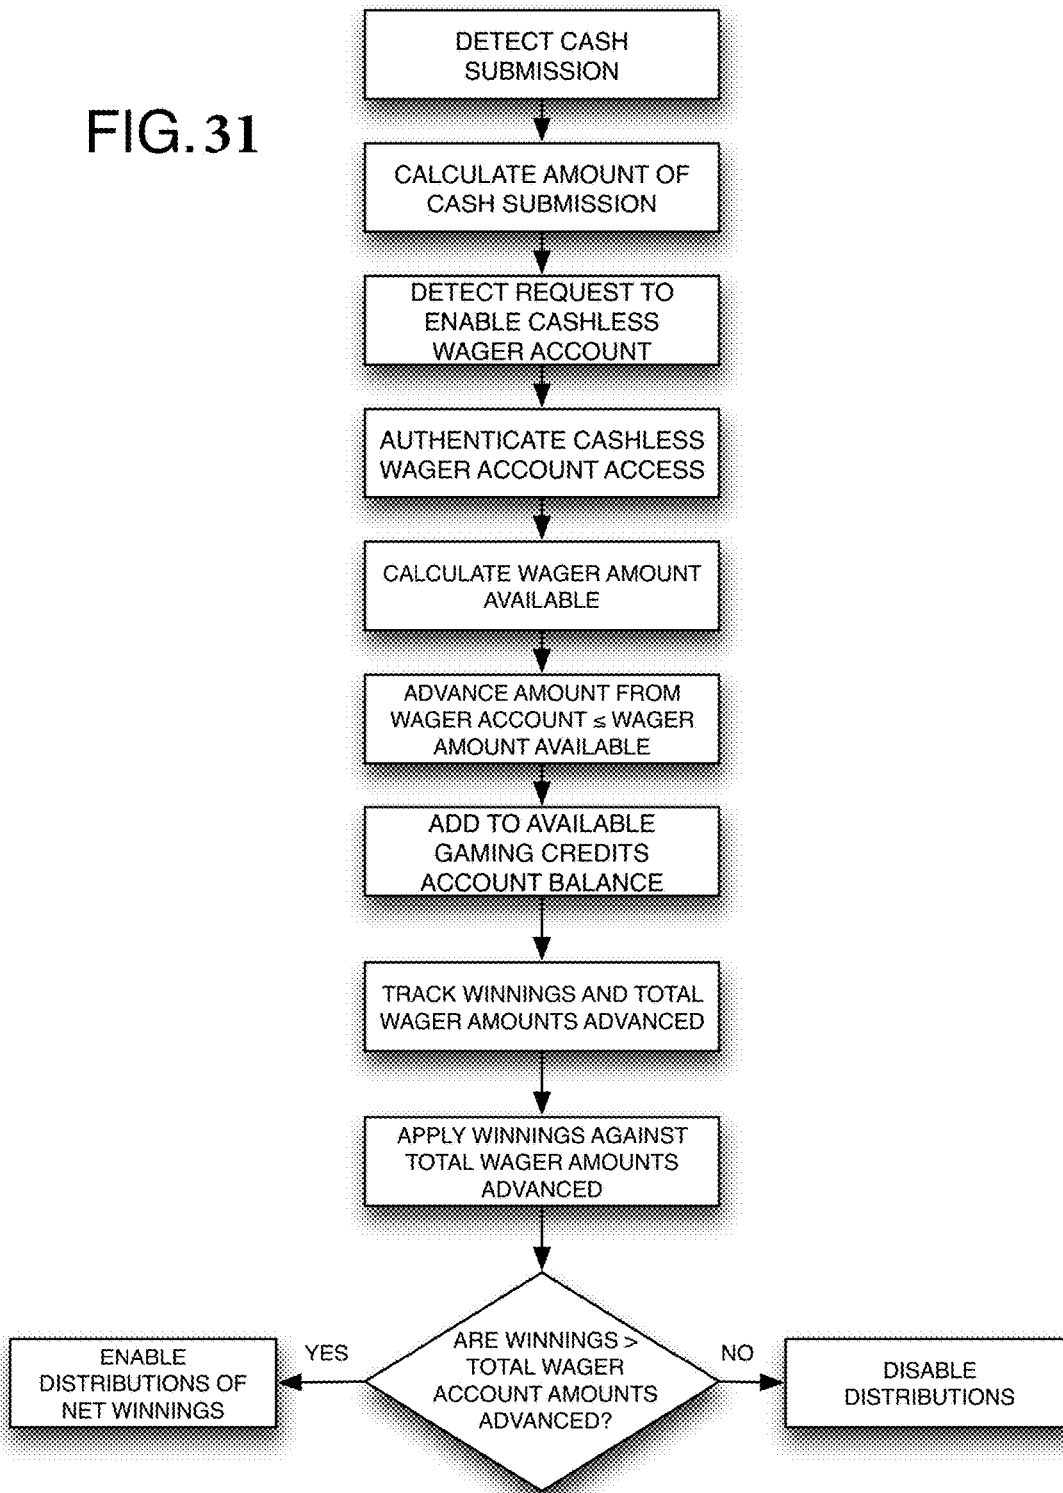 FIG. 31
DETECT CASH
SUBMISSION
CALCULATE AMOUNT OF
CASH SUBMISSION
DETECT REQUEST TO
ENABLE CASHLESS
WAGER ACCOUNT
AUTHENTICATE CASHLESS
WAGER ACCOUNT ACCESS
CALCULATE WAGER AMOUNT
AVAILABLE
ADVANCE AMOUNT FROM
WAGER ACCOUNT ≤ WAGER
AMOUNT AVAILABLE
ADD TO AVAILABLE
GAMING CREDITS
ACCOUNT BALANCE
TRACK WINNINGS AND TOTAL
WAGER AMOUNTS ADVANCED
APPLY WINNINGS AGAINST
TOTAL WAGER AMOUNTS
ADVANCED
ARE WINNINGS >
TOTAL WAGER
ACCOUNT AMOUNTS
ADVANCED?
YES
ENABLE
DISTRIBUTIONS OF
NET WINNINGS
NO
DISABLE
DISTRIBUTIONS